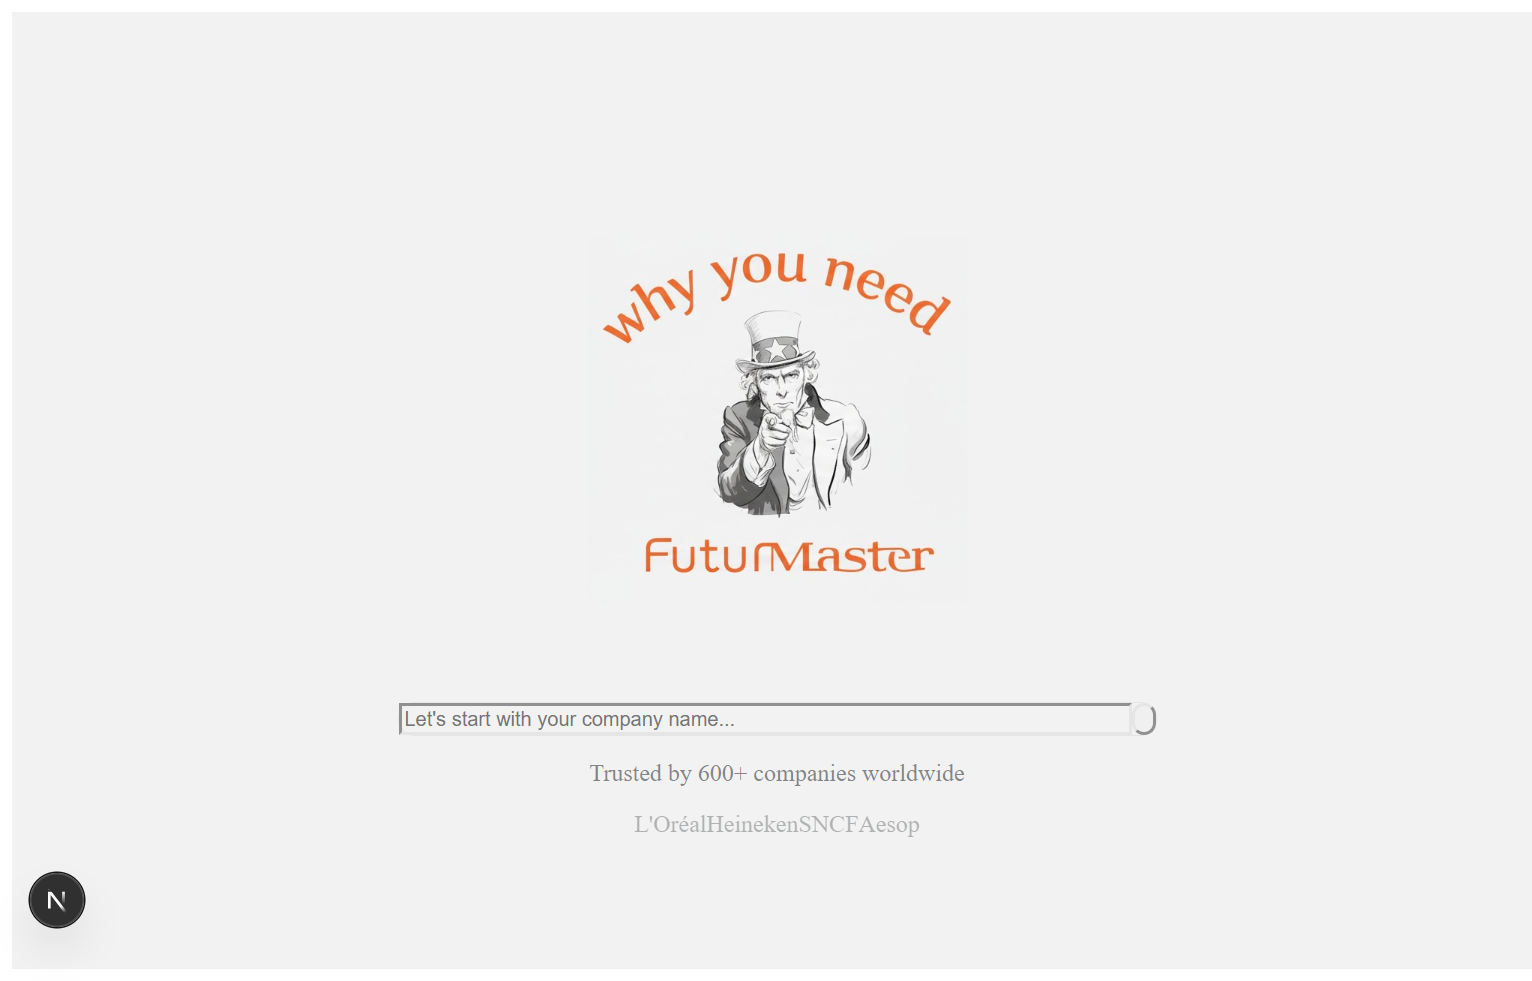 why you need
FuturMaster
Let's start with your company name...
Trusted by 600+ companies worldwide
L'OréalHeinekenSNCFAesop
N